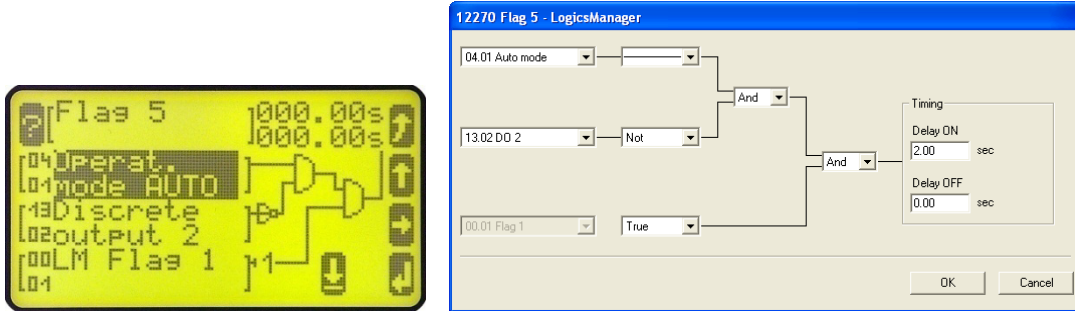 Flag 5
000.00s
000.00s
?
04 Operat.
01 mode AUTO
13 Discrete
02 output 2
00 LM Flag 1
01
1
12270 Flag 5 - LogicsManager
04.01 Auto mode
And
13.02 DO 2
Not
And
00.01 Flag 1
True
Timing
Delay ON
2.00 sec
Delay OFF
0.00 sec
OK
Cancel